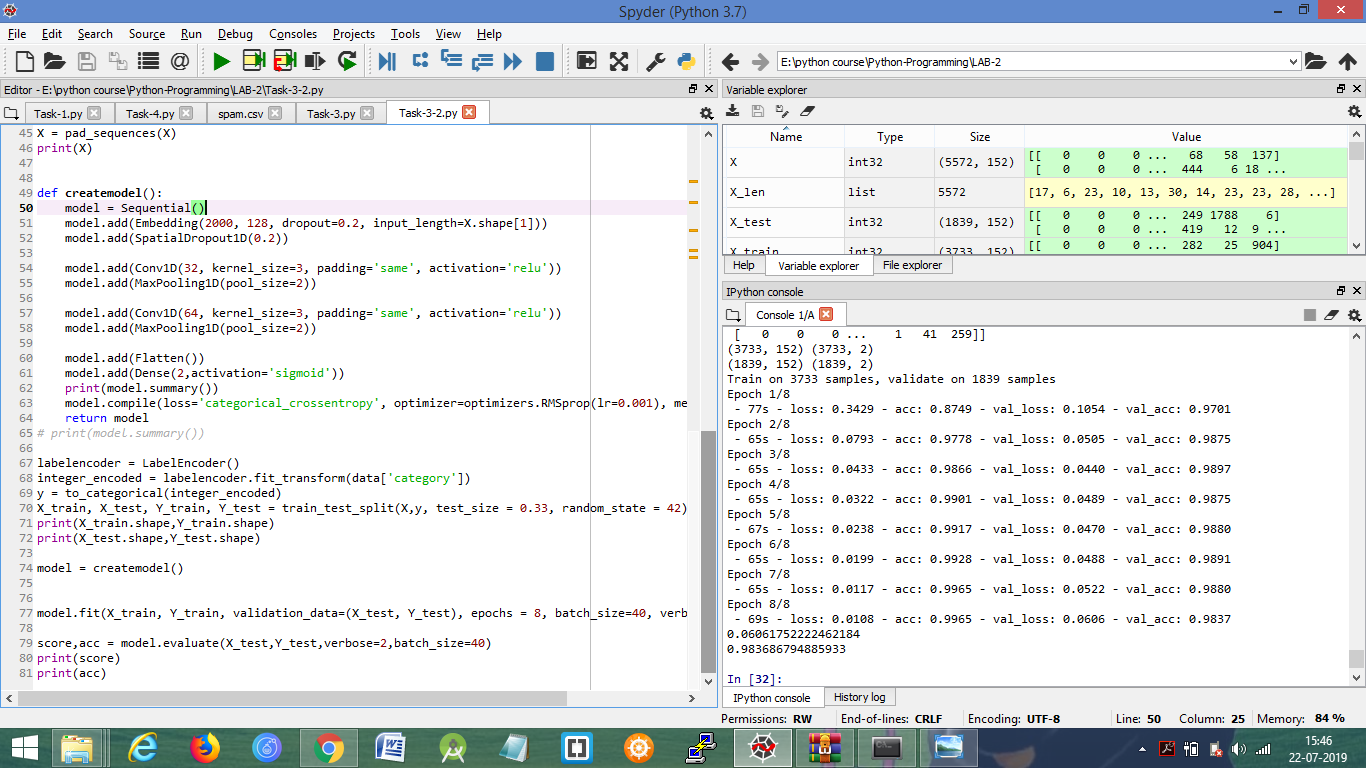 Spyder (Python 3.7)
File Edit Search Source Run Debug Consoles Projects Tools View Help
E:\python course\Python-Programming\LAB-2
Editor - E:\python course\Python-Programming\LAB-2\Task-3-2.py
Task-1.py Task-4.py spam.csv Task-3.py Task-3-2.py
45 X = pad_sequences(X)
46 print(X)
47
48
49 def createmodel():
50     model = Sequential()
51     model.add(Embedding(2000, 128, dropout=0.2, input_length=X.shape[1]))
52     model.add(SpatialDropout1D(0.2))
53
54     model.add(Conv1D(32, kernel_size=3, padding='same', activation='relu'))
55     model.add(MaxPooling1D(pool_size=2))
56
57     model.add(Conv1D(64, kernel_size=3, padding='same', activation='relu'))
58     model.add(MaxPooling1D(pool_size=2))
59
60     model.add(Flatten())
61     model.add(Dense(2,activation='sigmoid'))
62     print(model.summary())
63     model.compile(loss='categorical_crossentropy', optimizer=optimizers.RMSprop(lr=0.001), me
64     return model
65 # print(model.summary())
66
67 labelencoder = LabelEncoder()
68 integer_encoded = labelencoder.fit_transform(data['category'])
69 y = to_categorical(integer_encoded)
70 X_train, X_test, Y_train, Y_test = train_test_split(X,y, test_size = 0.33, random_state = 42)
71 print(X_train.shape,Y_train.shape)
72 print(X_test.shape,Y_test.shape)
73
74 model = createmodel()
75
76
77 model.fit(X_train, Y_train, validation_data=(X_test, Y_test), epochs = 8, batch_size=40, verb
78
79 score,acc = model.evaluate(X_test,Y_test,verbose=2,batch_size=40)
80 print(score)
81 print(acc)
Variable explorer
Name Type Size Value
X int32 (5572, 152) [[ 0 0 0 ... 68 58 137]
[ 0 0 0 ... 444 6 18 ...
X_len list 5572 [17, 6, 23, 10, 13, 30, 14, 23, 23, 28, ...]
X_test int32 (1839, 152) [[ 0 0 0 ... 249 1788 6]
[ 0 0 0 ... 419 12 9 ...
X_train int32 (3733, 152) [[ 0 0 0 ... 282 25 904]
Help Variable explorer File explorer
IPython console
Console 1/A
[ 0 0 0 ... 1 41 259]]
(3733, 152) (3733, 2)
(1839, 152) (1839, 2)
Train on 3733 samples, validate on 1839 samples
Epoch 1/8
- 77s - loss: 0.3429 - acc: 0.8749 - val_loss: 0.1054 - val_acc: 0.9701
Epoch 2/8
- 65s - loss: 0.0793 - acc: 0.9778 - val_loss: 0.0505 - val_acc: 0.9875
Epoch 3/8
- 65s - loss: 0.0433 - acc: 0.9866 - val_loss: 0.0440 - val_acc: 0.9897
Epoch 4/8
- 65s - loss: 0.0322 - acc: 0.9901 - val_loss: 0.0489 - val_acc: 0.9875
Epoch 5/8
- 67s - loss: 0.0238 - acc: 0.9917 - val_loss: 0.0470 - val_acc: 0.9880
Epoch 6/8
- 65s - loss: 0.0199 - acc: 0.9928 - val_loss: 0.0488 - val_acc: 0.9891
Epoch 7/8
- 65s - loss: 0.0117 - acc: 0.9965 - val_loss: 0.0522 - val_acc: 0.9880
Epoch 8/8
- 69s - loss: 0.0108 - acc: 0.9965 - val_loss: 0.0606 - val_acc: 0.9837
0.06061752222462184
0.983686794885933
In [32]:
IPython console History log
Permissions: RW End-of-lines: CRLF Encoding: UTF-8 Line: 50 Column: 25 Memory: 84 %
15:46
22-07-2019